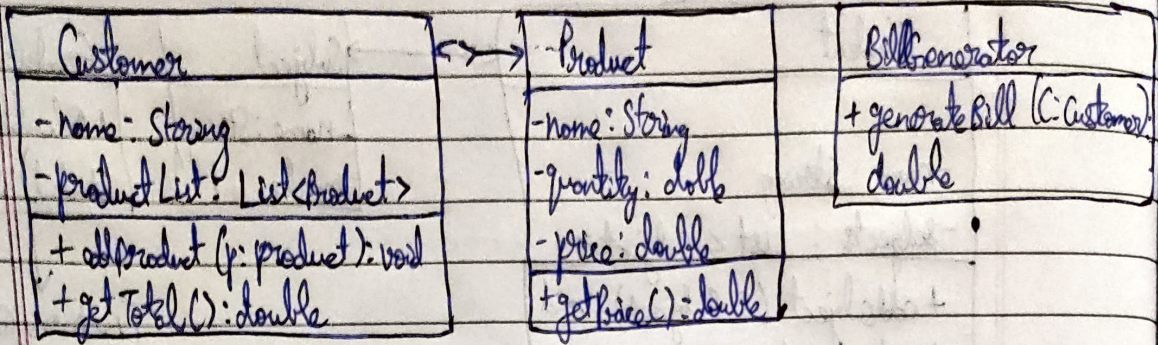 Customer
- name: String
- productList: List<Product>
+ addproduct (p: product): void
+ getTotal(): double
- Product
- name: String
- quantity: dolb
- price: double
+ getPrice(): double
BillGenerator
+ generateBill (C: Customer):
double